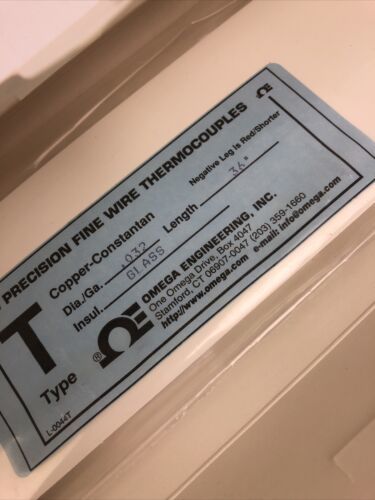 PRECISION FINE WIRE THERMOCOUPLES
Type T
Copper-Constantan
Negative Leg is Red/Shorter
Dia./Ga. .032 Length 36"
Insul. GLASS
OMEGA ENGINEERING, INC.
One Omega Drive, Box 4047
Stamford, CT 06907-0047 (203) 359-1660
http://www.omega.com e-mail: info@omega.com
®
L-0044T